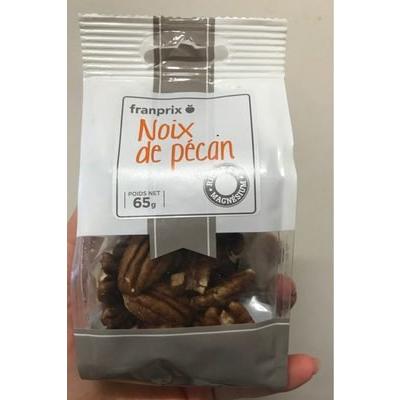 franprix
Noix
de pécan
MAGNÉSIUM
POIDS NET
65g